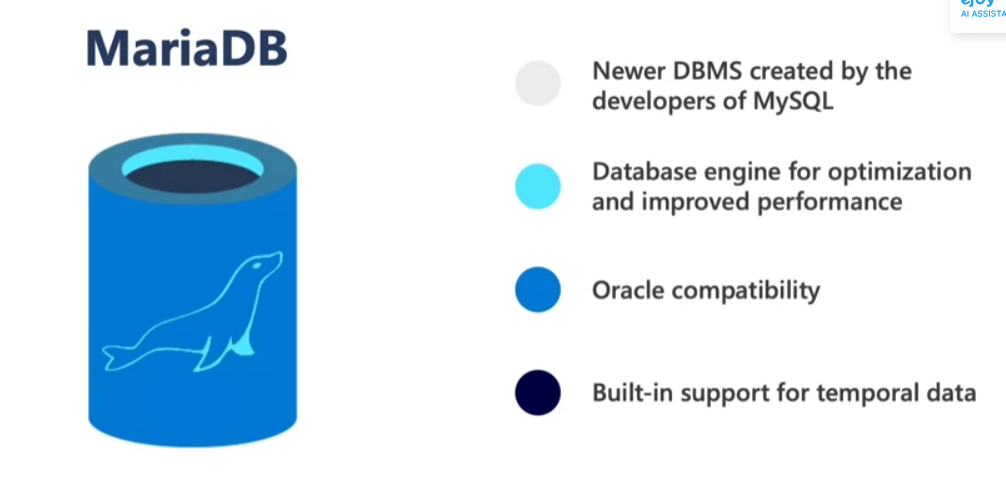 MariaDB
Newer DBMS created by the
developers of MySQL
Database engine for optimization
and improved performance
Oracle compatibility
Built-in support for temporal data
AI ASSISTA